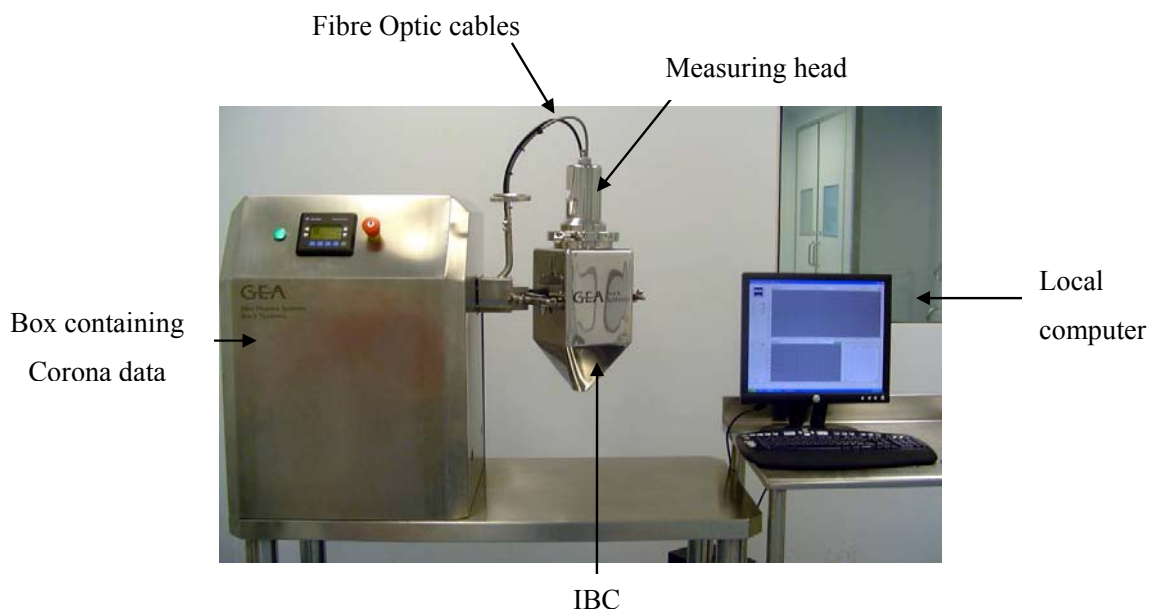 Fibre Optic cables
Measuring head
GEA
GEA
Box containing
Corona data
Local
computer
IBC